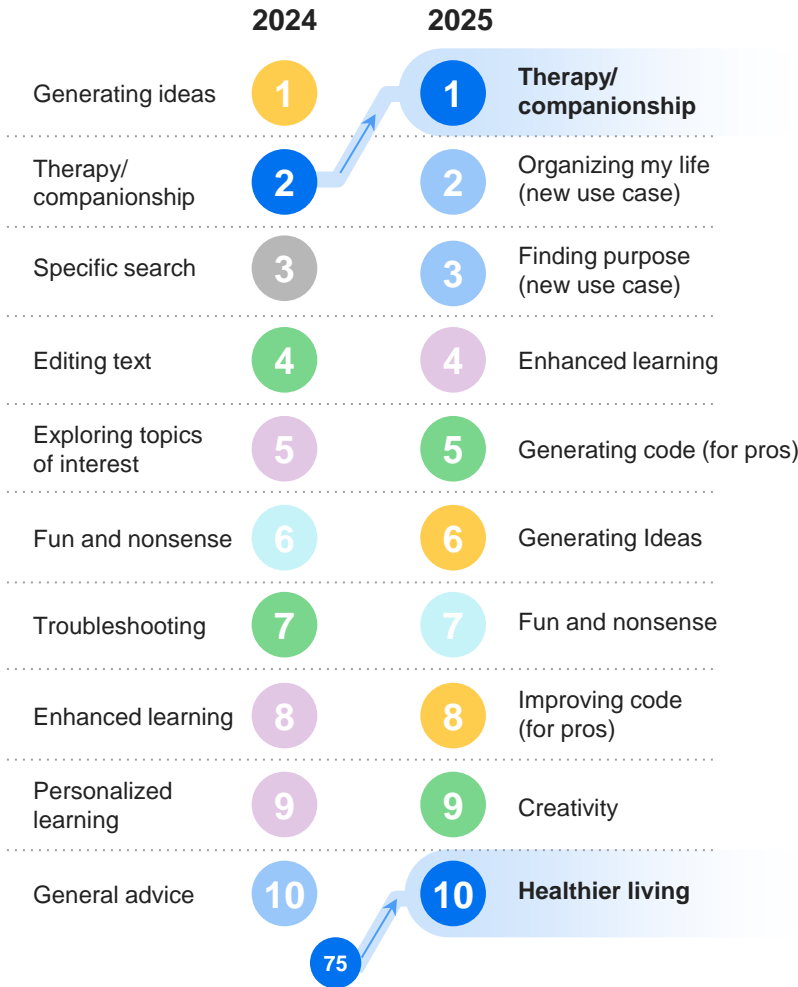 2024 2025
Generating ideas 1 1 Therapy/
companionship
Therapy/
companionship 2 2 Organizing my life
(new use case)
Specific search 3 3 Finding purpose
(new use case)
Editing text 4 4 Enhanced learning
Exploring topics
of interest 5 5 Generating code (for pros)
Fun and nonsense 6 6 Generating Ideas
Troubleshooting 7 7 Fun and nonsense
Enhanced learning 8 8 Improving code
(for pros)
Personalized
learning 9 9 Creativity
General advice 10 10 Healthier living
75